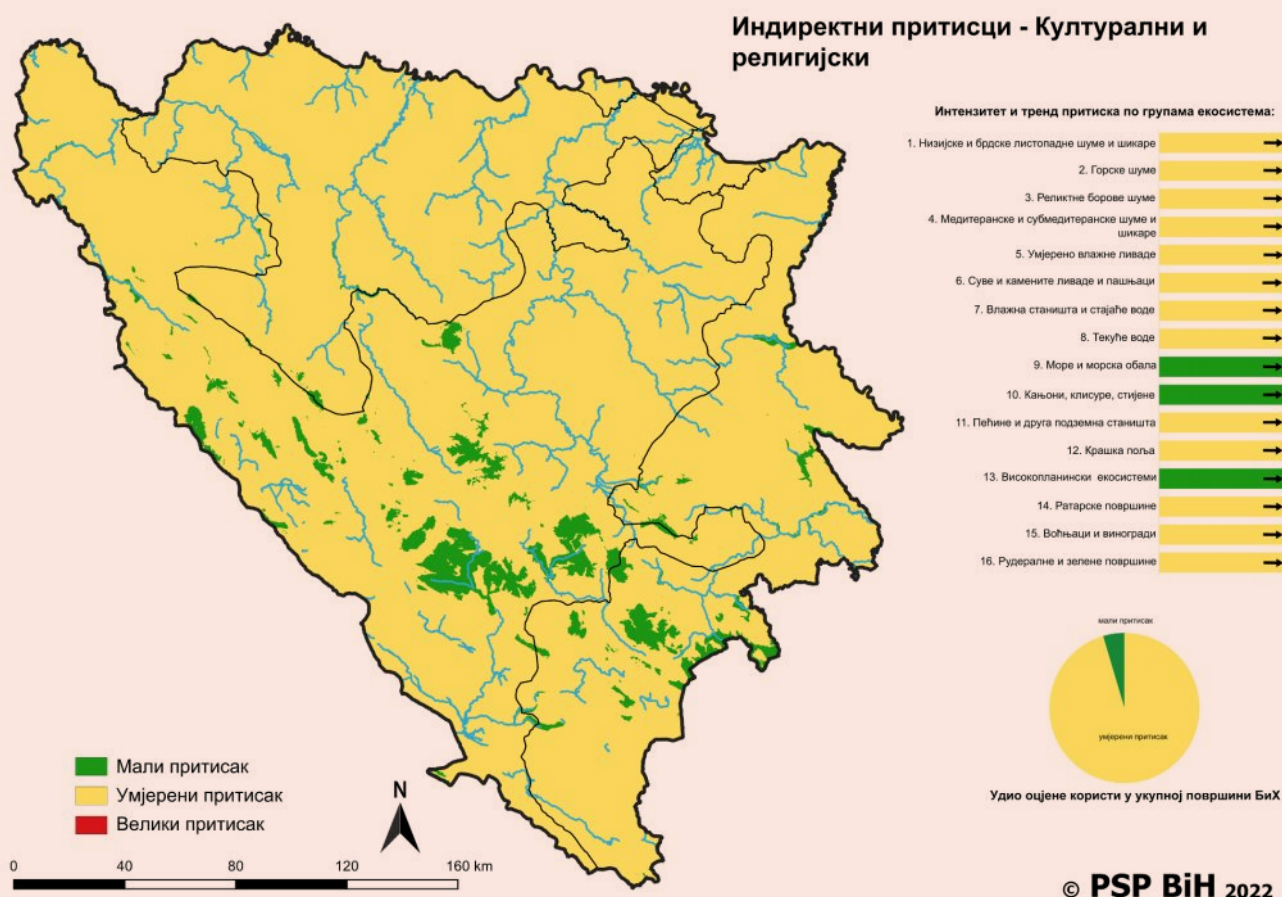 Индиректни притисци - Културални и
религијски
Интензитет и тренд притиска по групама екосистема:
1. Низијске и брдске листопадне шуме и шикаре
2. Горске шуме
3. Реликтне борове шуме
4. Медитеранске и субмедитеранске шуме и
шикаре
5. Умјерено влажне ливаде
6. Суве и камените ливаде и пашњаци
7. Влажна станишта и стајаће воде
8. Текуће воде
9. Море и морска обала
10. Кањони, клисуре, стијене
11. Пећине и друга подземна станишта
12. Крашка поља
13. Високопланински екосистеми
14. Ратарске површине
15. Воћњаци и виногради
16. Рудералне и зелене површине
мали притисак
умјерени притисак
Удио оцјене користи у укупној површини БиХ
Мали притисак
Умјерени притисак
Велики притисак
N
0 40 80 120 160 km
© PSP BiH 2022